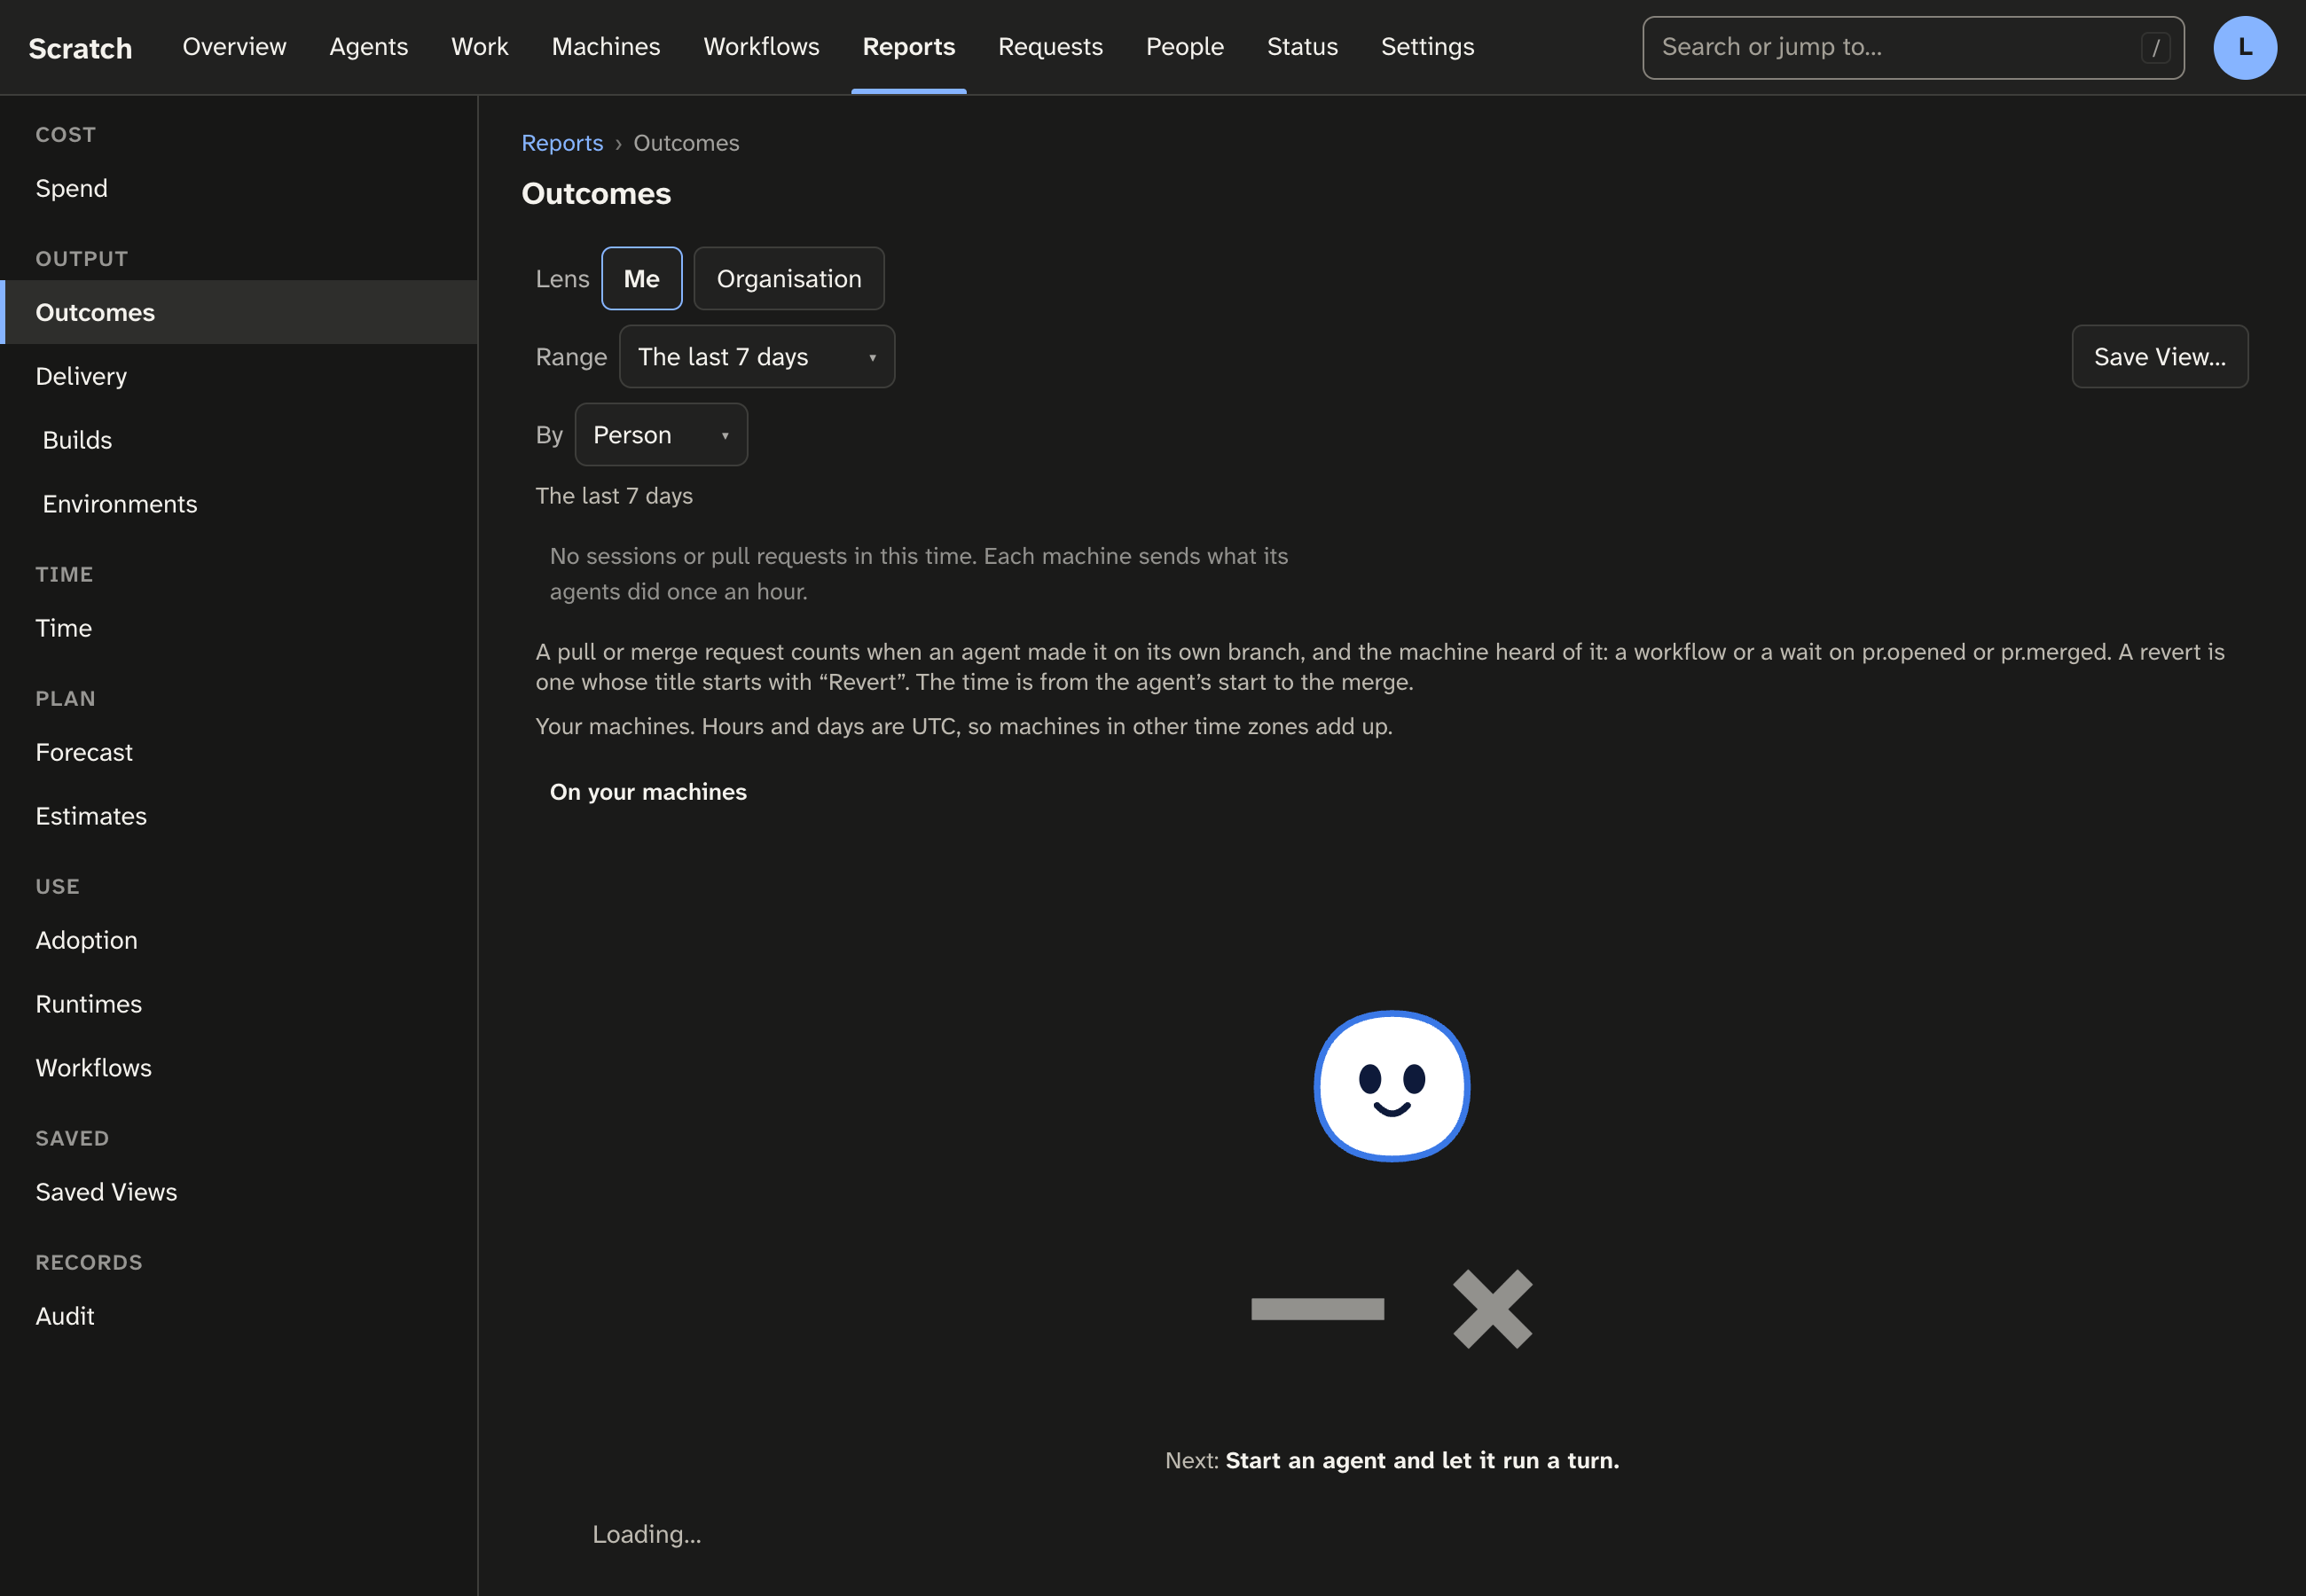 Scratch
Overview
Agents
Work
Machines
Workflows
Reports
Requests
People
Status
Settings
Search or jump to...
/
L
COST
Spend
OUTPUT
Outcomes
Delivery
Builds
Environments
TIME
Time
PLAN
Forecast
Estimates
USE
Adoption
Runtimes
Workflows
SAVED
Saved Views
RECORDS
Audit
Reports › Outcomes
Outcomes
Lens Me Organisation
Range The last 7 days
Save View...
By Person
The last 7 days
No sessions or pull requests in this time. Each machine sends what its
agents did once an hour.
A pull or merge request counts when an agent made it on its own branch, and the machine heard of it: a workflow or a wait on pr.opened or pr.merged. A revert is
one whose title starts with “Revert”. The time is from the agent’s start to the merge.
Your machines. Hours and days are UTC, so machines in other time zones add up.
On your machines
Next: Start an agent and let it run a turn.
Loading...